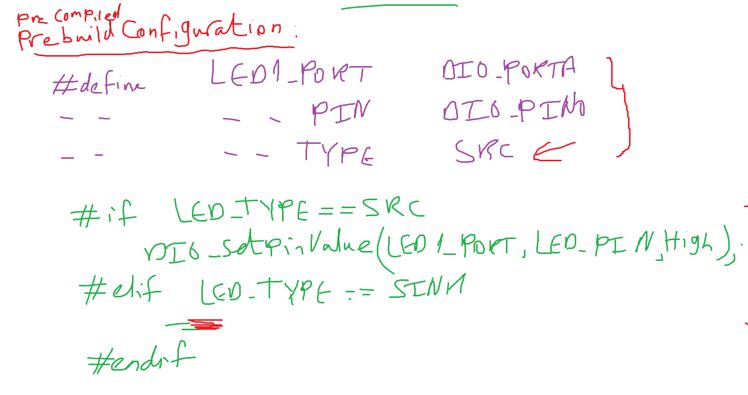 Pre Compiled
Prebuild Configuration:
#define LED1_PORT DIO_PORTA
-- -- PIN DIO_PIN0
-- -- TYPE SRC
#if LED_TYPE==SRC
DIO_setpinValue(LED1_PORT, LED_PIN, High);
#elif LED_TYPE == SINK
#endif